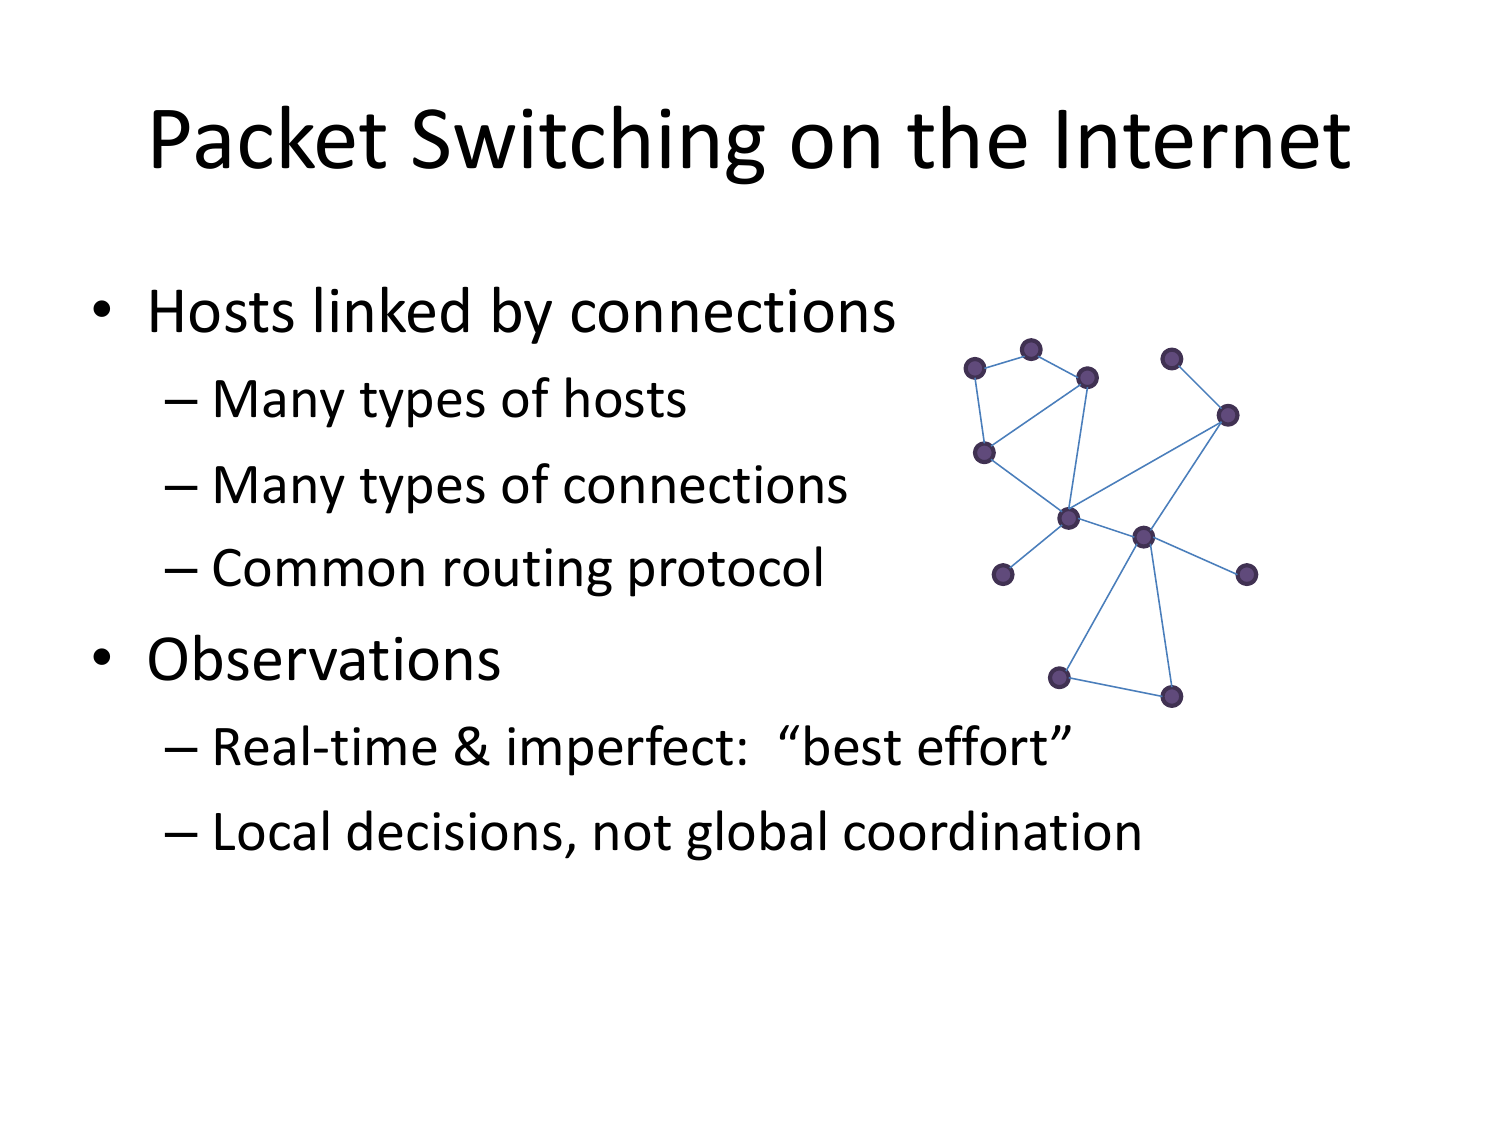 Packet Switching on the Internet
• Hosts linked by connections
– Many types of hosts
– Many types of connections
– Common routing protocol
• Observations
– Real-time & imperfect:  “best effort”
– Local decisions, not global coordination